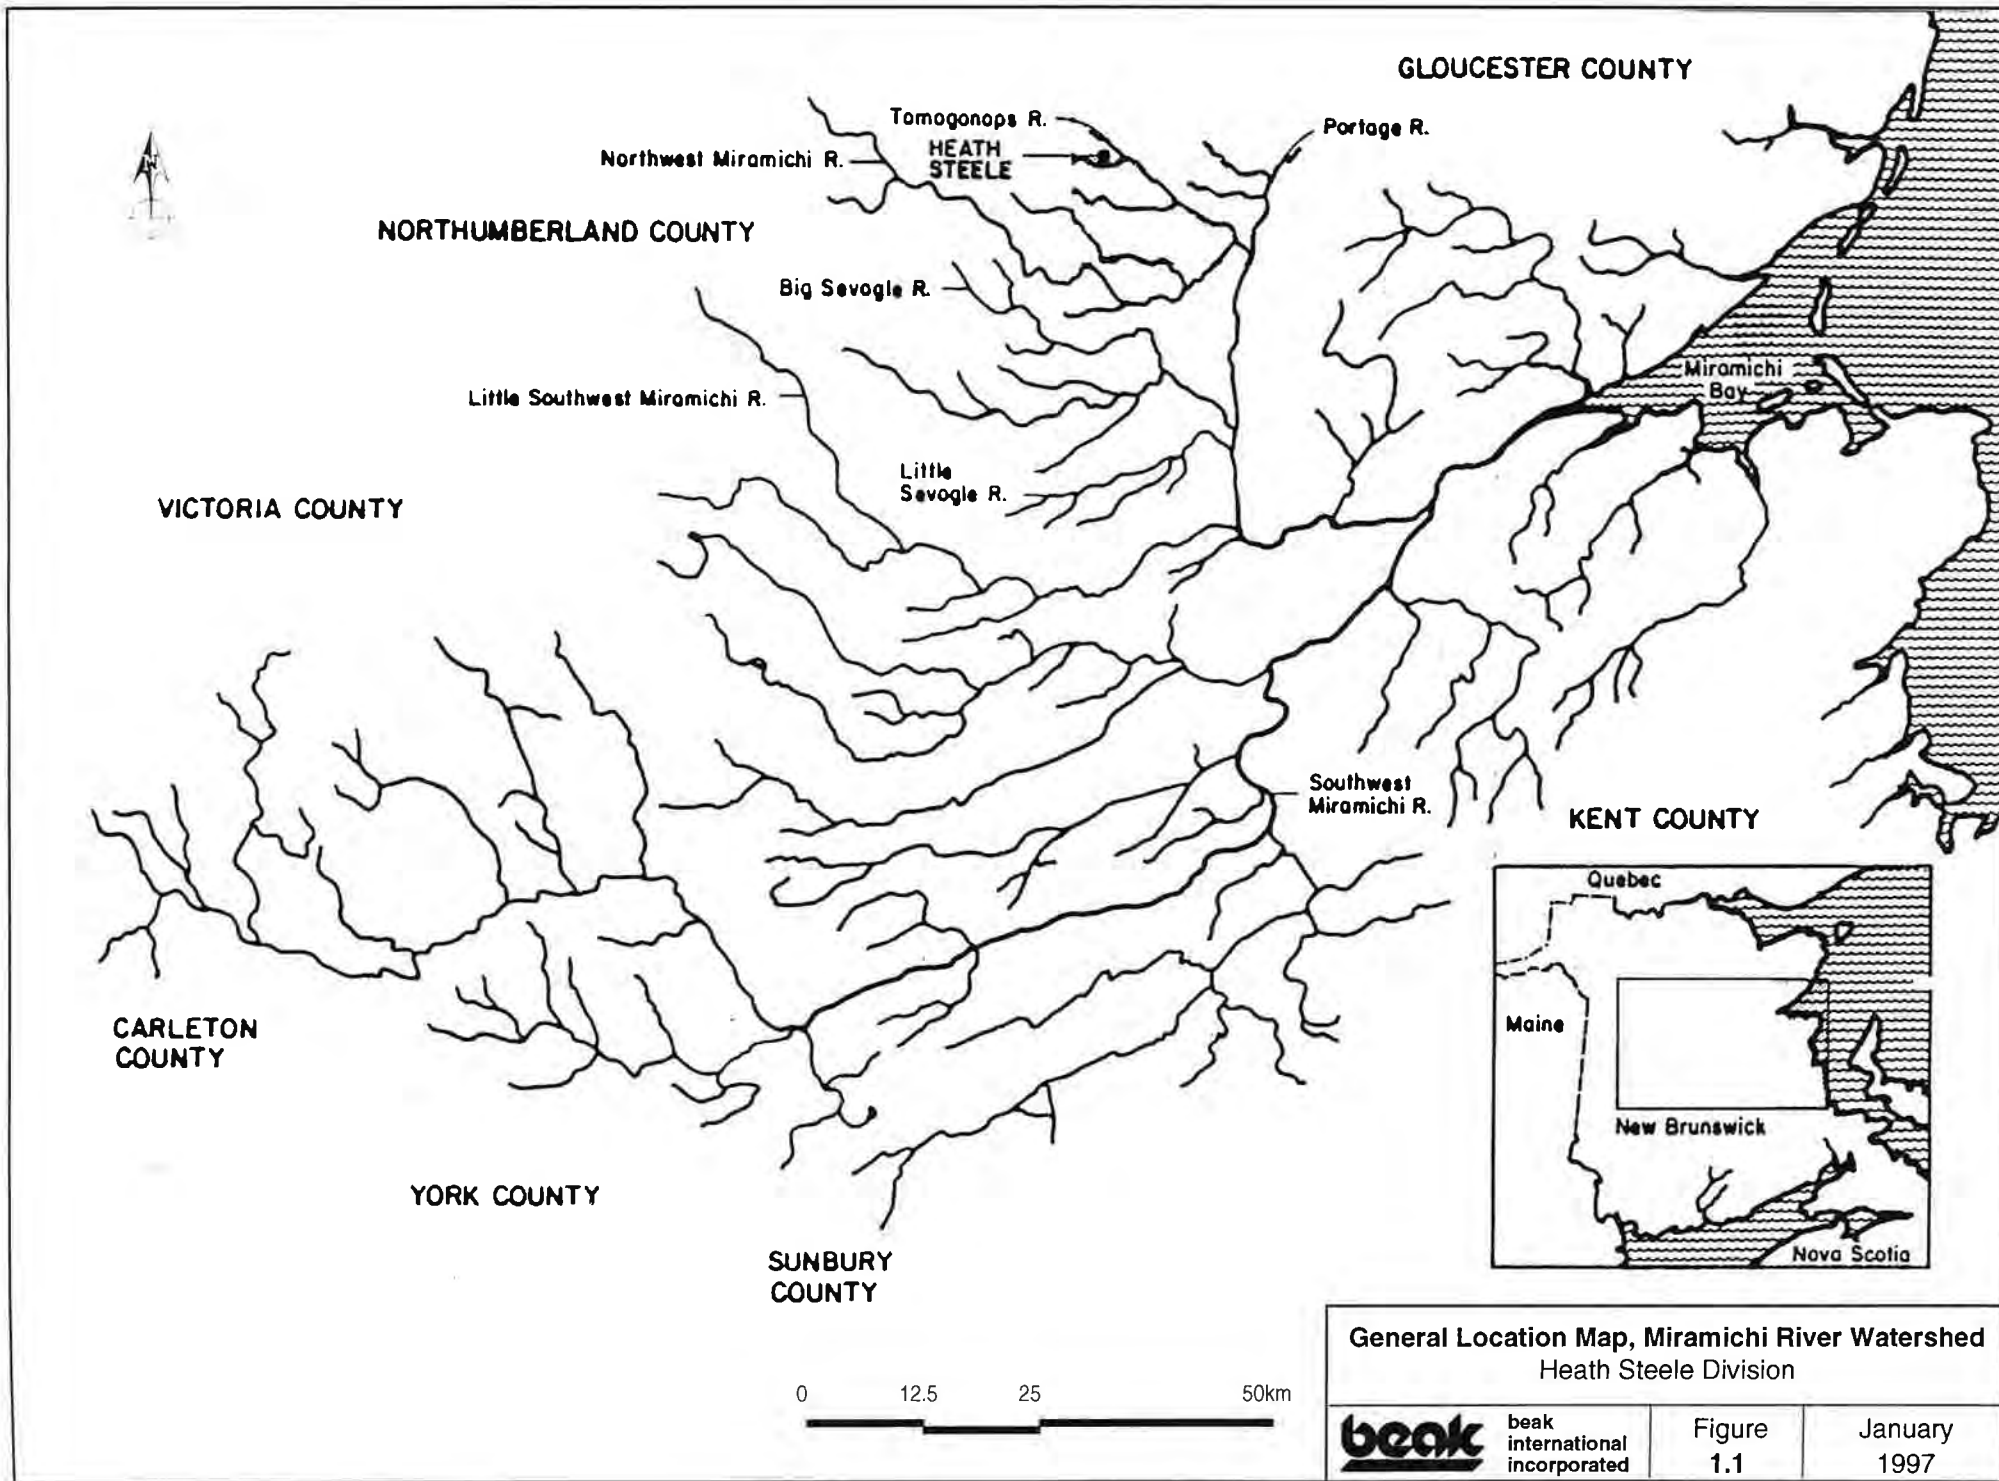 GLOUCESTER COUNTY
Tomogonops R.
Portage R.
HEATH
STEELE
Northwest Miramichi R.
N
NORTHUMBERLAND COUNTY
Big Sevogle R.
Miramichi
Bay
Little Southwest Miramichi R.
Little
Sevogle R.
VICTORIA COUNTY
Southwest
Miramichi R.
KENT COUNTY
Quebec
Maine
New Brunswick
Nova Scotia
CARLETON
COUNTY
YORK COUNTY
SUNBURY
COUNTY
0 12.5 25 50km
General Location Map, Miramichi River Watershed
Heath Steele Division
beak
beak
international
incorporated
Figure
1.1
January
1997